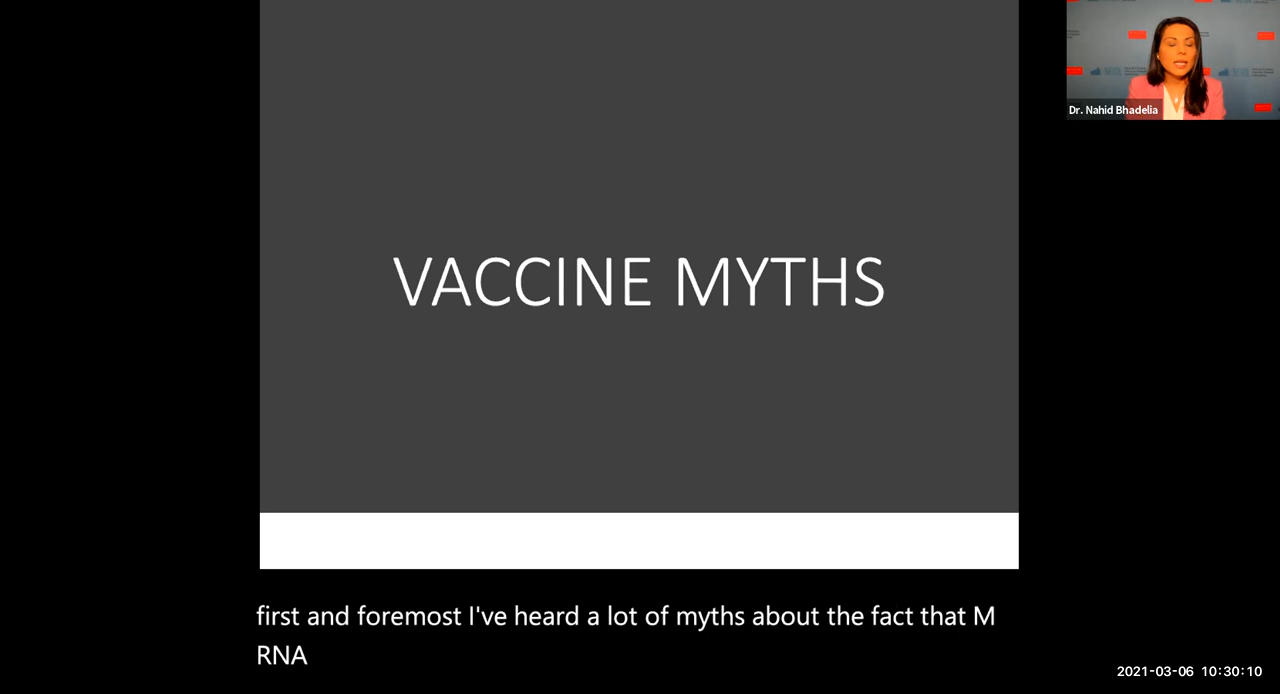 Dr. Nahid Bhadelia
VACCINE MYTHS
first and foremost I've heard a lot of myths about the fact that M
RNA
2021-03-06 10:30:10